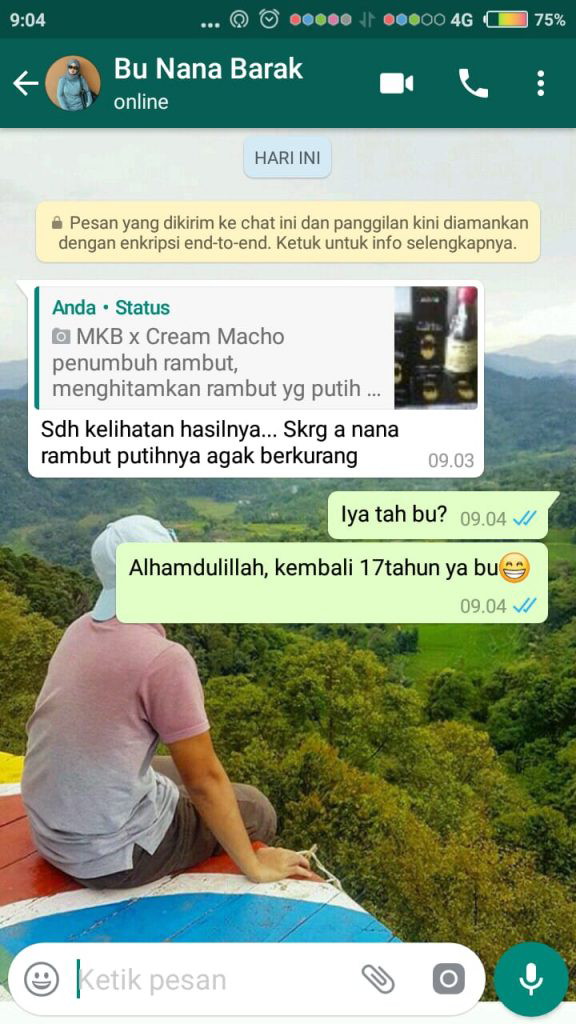 9:04
4G
75%
Bu Nana Barak
online
HARI INI
Pesan yang dikirim ke chat ini dan panggilan kini diamankan
dengan enkripsi end-to-end. Ketuk untuk info selengkapnya.
Anda • Status
MKB x Cream Macho
penumbuh rambut,
menghitamkan rambut yg putih ...
Sdh kelihatan hasilnya... Skrg a nana
rambut putihnya agak berkurang
09.03
Iya tah bu?
09.04
Alhamdulillah, kembali 17tahun ya bu😁
09.04
Ketik pesan